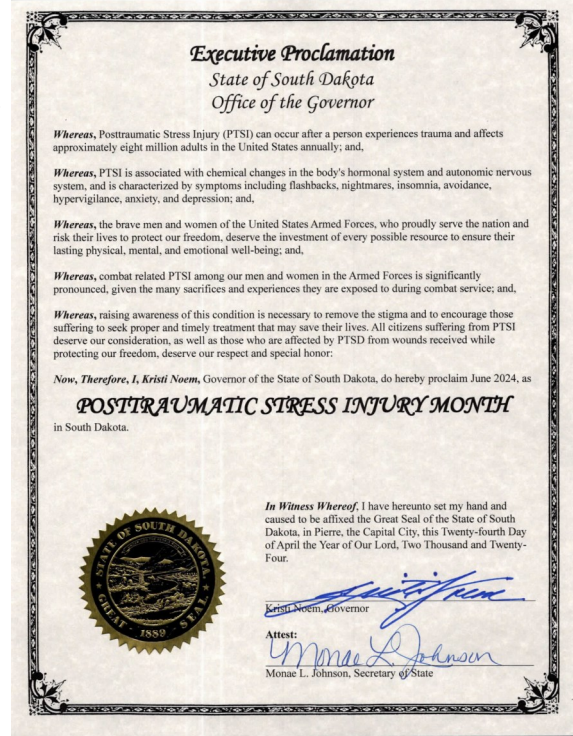 Executive Proclamation
State of South Dakota
Office of the Governor
Whereas, Posttraumatic Stress Injury (PTSI) can occur after a person experiences trauma and affects
approximately eight million adults in the United States annually; and,
Whereas, PTSI is associated with chemical changes in the body's hormonal system and autonomic nervous
system, and is characterized by symptoms including flashbacks, nightmares, insomnia, avoidance,
hypervigilance, anxiety, and depression; and,
Whereas, the brave men and women of the United States Armed Forces, who proudly serve the nation and
risk their lives to protect our freedom, deserve the investment of every possible resource to ensure their
lasting physical, mental, and emotional well-being; and,
Whereas, combat related PTSI among our men and women in the Armed Forces is significantly
pronounced, given the many sacrifices and experiences they are exposed to during combat service; and,
Whereas, raising awareness of this condition is necessary to remove the stigma and to encourage those
suffering to seek proper and timely treatment that may save their lives. All citizens suffering from PTSI
deserve our consideration, as well as those who are affected by PTSD from wounds received while
protecting our freedom, deserve our respect and special honor:
Now, Therefore, I, Kristi Noem, Governor of the State of South Dakota, do hereby proclaim June 2024, as
POSTTRAUMATIC STRESS INJURY MONTH
in South Dakota.
In Witness Whereof, I have hereunto set my hand and
caused to be affixed the Great Seal of the State of South
Dakota, in Pierre, the Capital City, this Twenty-fourth Day
of April the Year of Our Lord, Two Thousand and Twenty-
Four.
Kristi Noem
Kristi Noem, Governor
Attest:
Monae L. Johnson
Monae L. Johnson, Secretary of State
STATE OF SOUTH DAKOTA
GREAT SEAL
1889